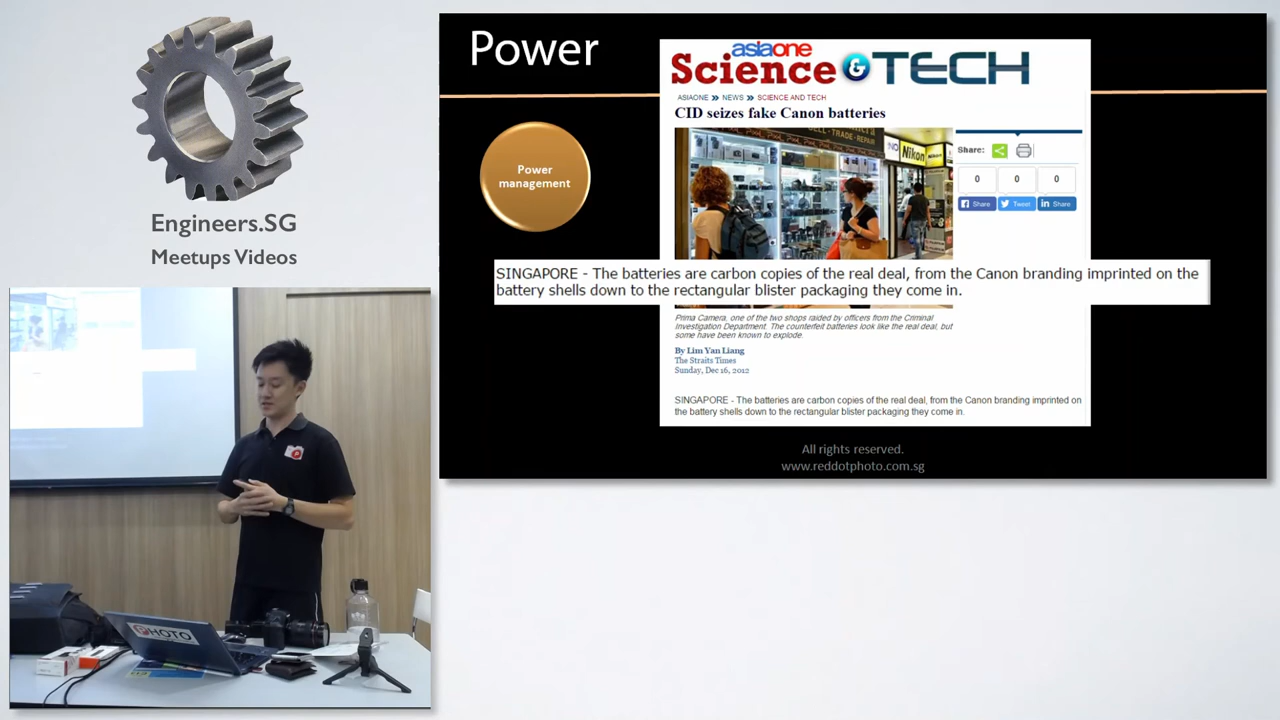 Engineers.SG
Meetups Videos
PHOTO
Power
Power
management
asiaone
Science & TECH
ASIAONE » NEWS » SCIENCE AND TECH
CID seizes fake Canon batteries
SELL - TRADE - REPAIR
Nikon
Share:
0 0 0
Share Tweet Share
SINGAPORE - The batteries are carbon copies of the real deal, from the Canon branding imprinted on the
battery shells down to the rectangular blister packaging they come in.
Prima Camera, one of the two shops raided by officers from the Criminal
Investigation Department. The counterfeit batteries look like the real deal, but
some have been known to explode.
By Lim Yan Liang
The Straits Times
Sunday, Dec 16, 2012
SINGAPORE - The batteries are carbon copies of the real deal, from the Canon branding imprinted on
the battery shells down to the rectangular blister packaging they come in.
All rights reserved.
www.reddotphoto.com.sg